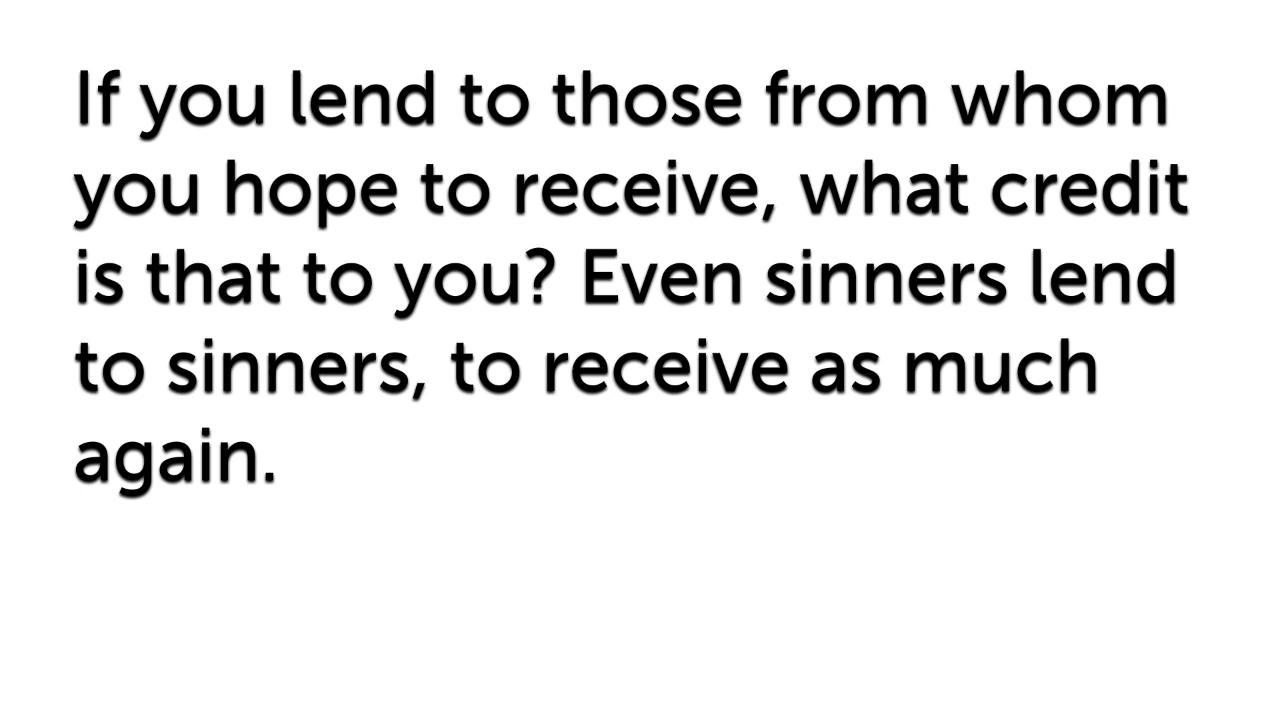 If you lend to those from whom
you hope to receive, what credit
is that to you? Even sinners lend
to sinners, to receive as much
again.